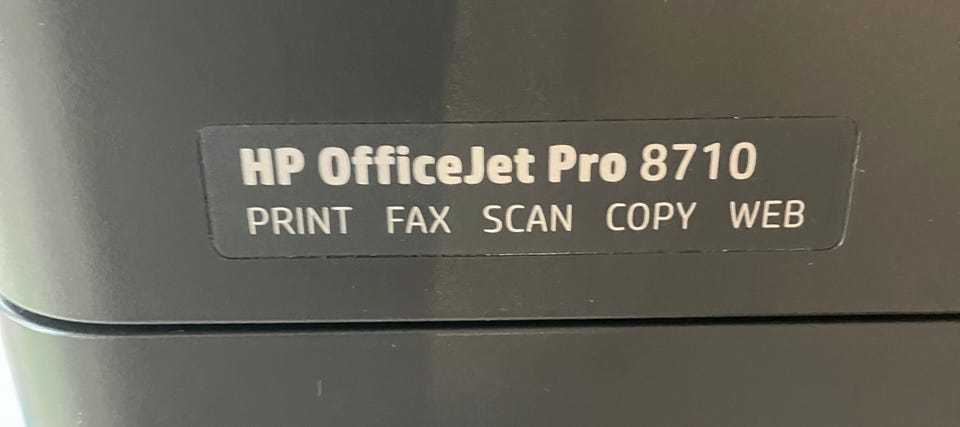 HP OfficeJet Pro 8710
PRINT FAX SCAN COPY WEB